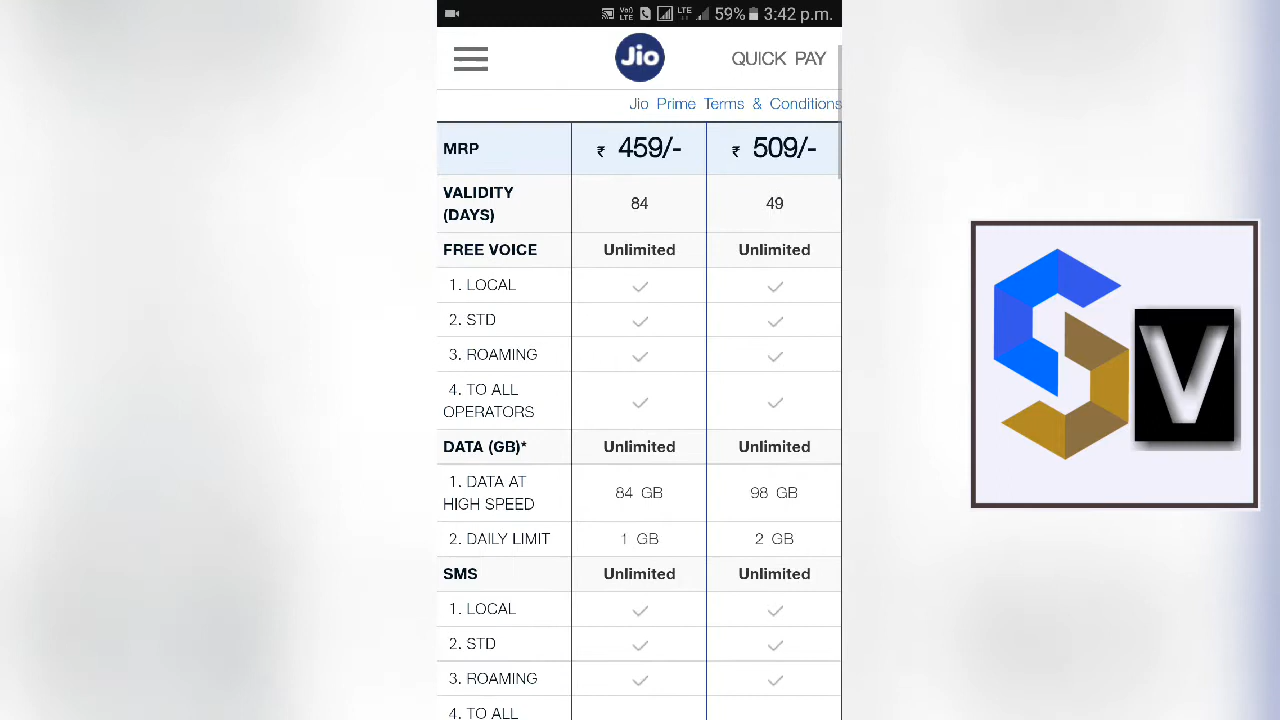 Vo)) LTE LTE 59% 3:42 p.m.
Jio QUICK PAY
Jio Prime Terms & Conditions
MRP ₹ 459/- ₹ 509/-
VALIDITY (DAYS) 84 49
FREE VOICE Unlimited Unlimited
1. LOCAL
2. STD
3. ROAMING
4. TO ALL
OPERATORS
DATA (GB)* Unlimited Unlimited
1. DATA AT
HIGH SPEED 84 GB 98 GB
2. DAILY LIMIT 1 GB 2 GB
SMS Unlimited Unlimited
1. LOCAL
2. STD
3. ROAMING
4. TO ALL
S V